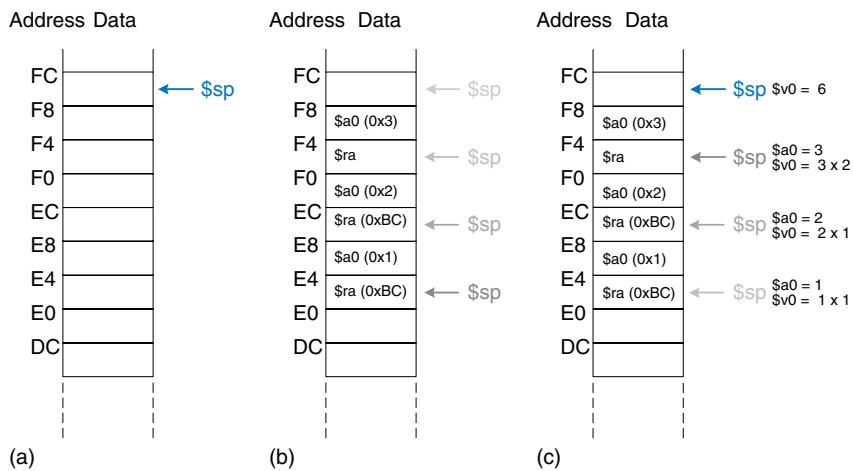 Address Data
FC
$sp
F8
F4
F0
EC
E8
E4
E0
DC
(a)
Address Data
FC
$sp
F8
$a0 (0x3)
F4
$ra
$sp
F0
$a0 (0x2)
EC
$ra (0xBC)
$sp
E8
$a0 (0x1)
E4
$ra (0xBC)
$sp
E0
DC
(b)
Address Data
FC
$sp $v0 = 6
F8
$a0 (0x3)
F4
$ra
$sp $a0 = 3
$v0 = 3 x 2
F0
$a0 (0x2)
EC
$ra (0xBC)
$sp $a0 = 2
$v0 = 2 x 1
E8
$a0 (0x1)
E4
$ra (0xBC)
$sp $a0 = 1
$v0 = 1 x 1
E0
DC
(c)